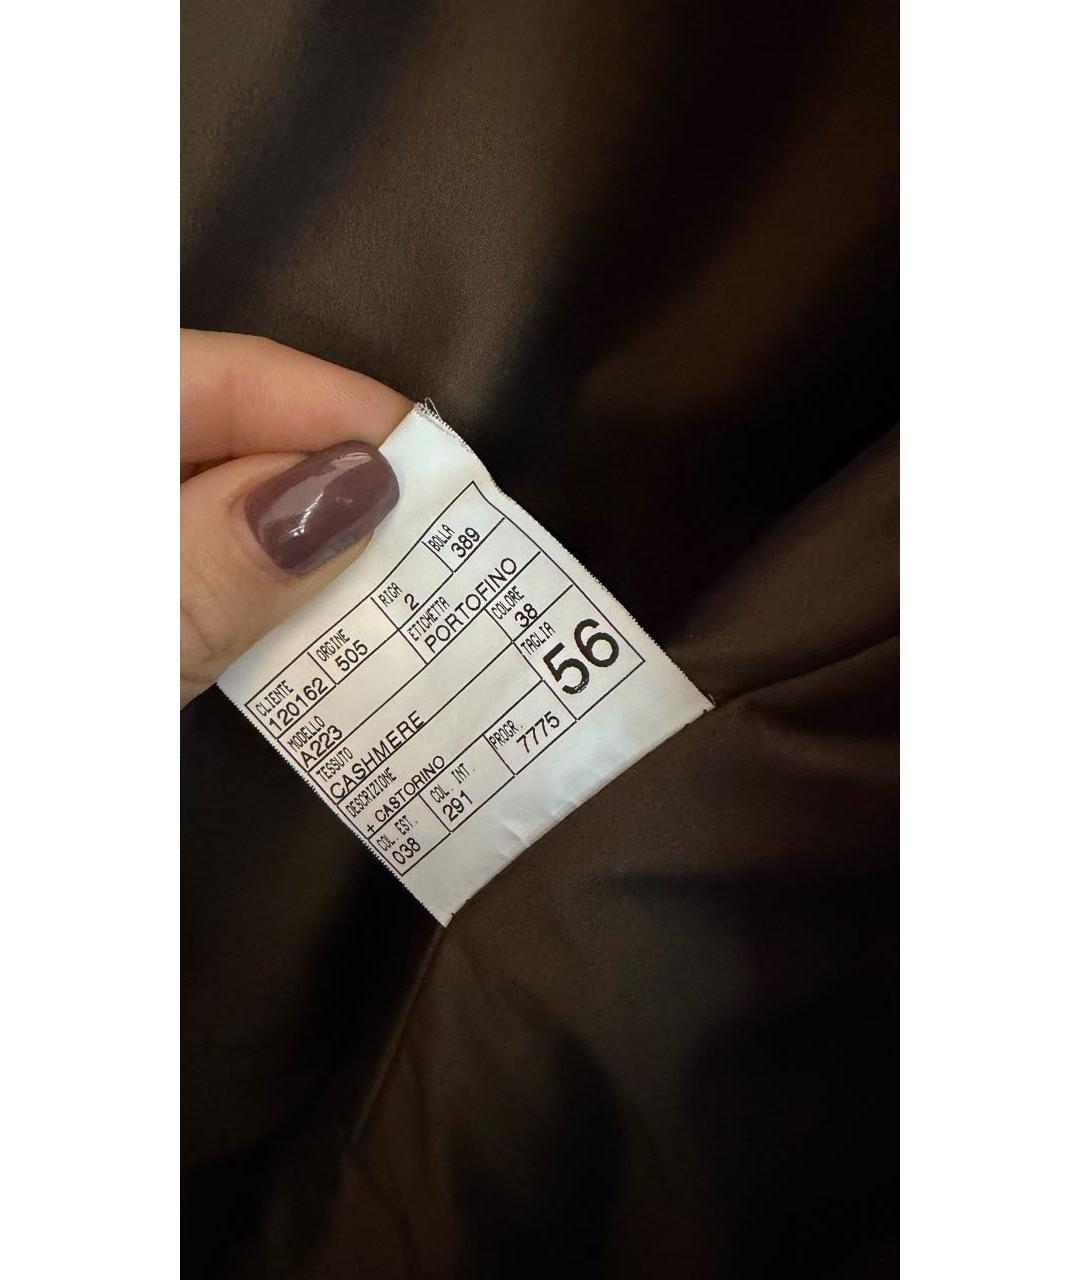 CLIENTE ORGINE RIGA BOLLA
120162 505 2 389
MODELLO ETICHETTA
A223 PORTOFINO
TESSUTO COLORE
CASHMERE 38
DESCRIZIONE TAGLIA
+ CASTORINO 56
COL. EST. COL. INT. PROGR.
038 291 7775